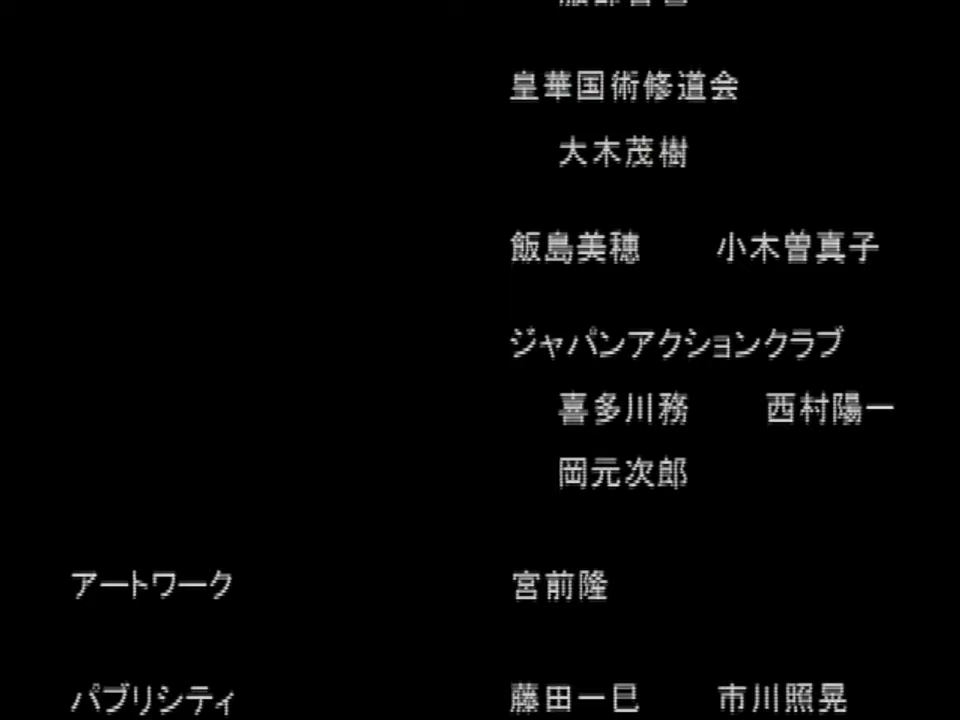 皇華国術修道会
大木茂樹
飯島美穂 小木曽真子
ジャパンアクションクラブ
喜多川務 西村陽一
岡元次郎
アートワーク 宮前隆
パブリシティ 藤田一巳 市川照晃